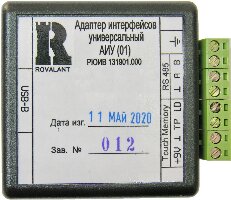 ROVALANT
Адаптер интерфейсов
универсальный
АИУ (01)
РЮИВ 131901.000
USB-B
Дата изг. 11 МАЙ 2020
Зав. № 012
Touch Memory
RS 485
+9V ⊥ TP LD ⊥ A B